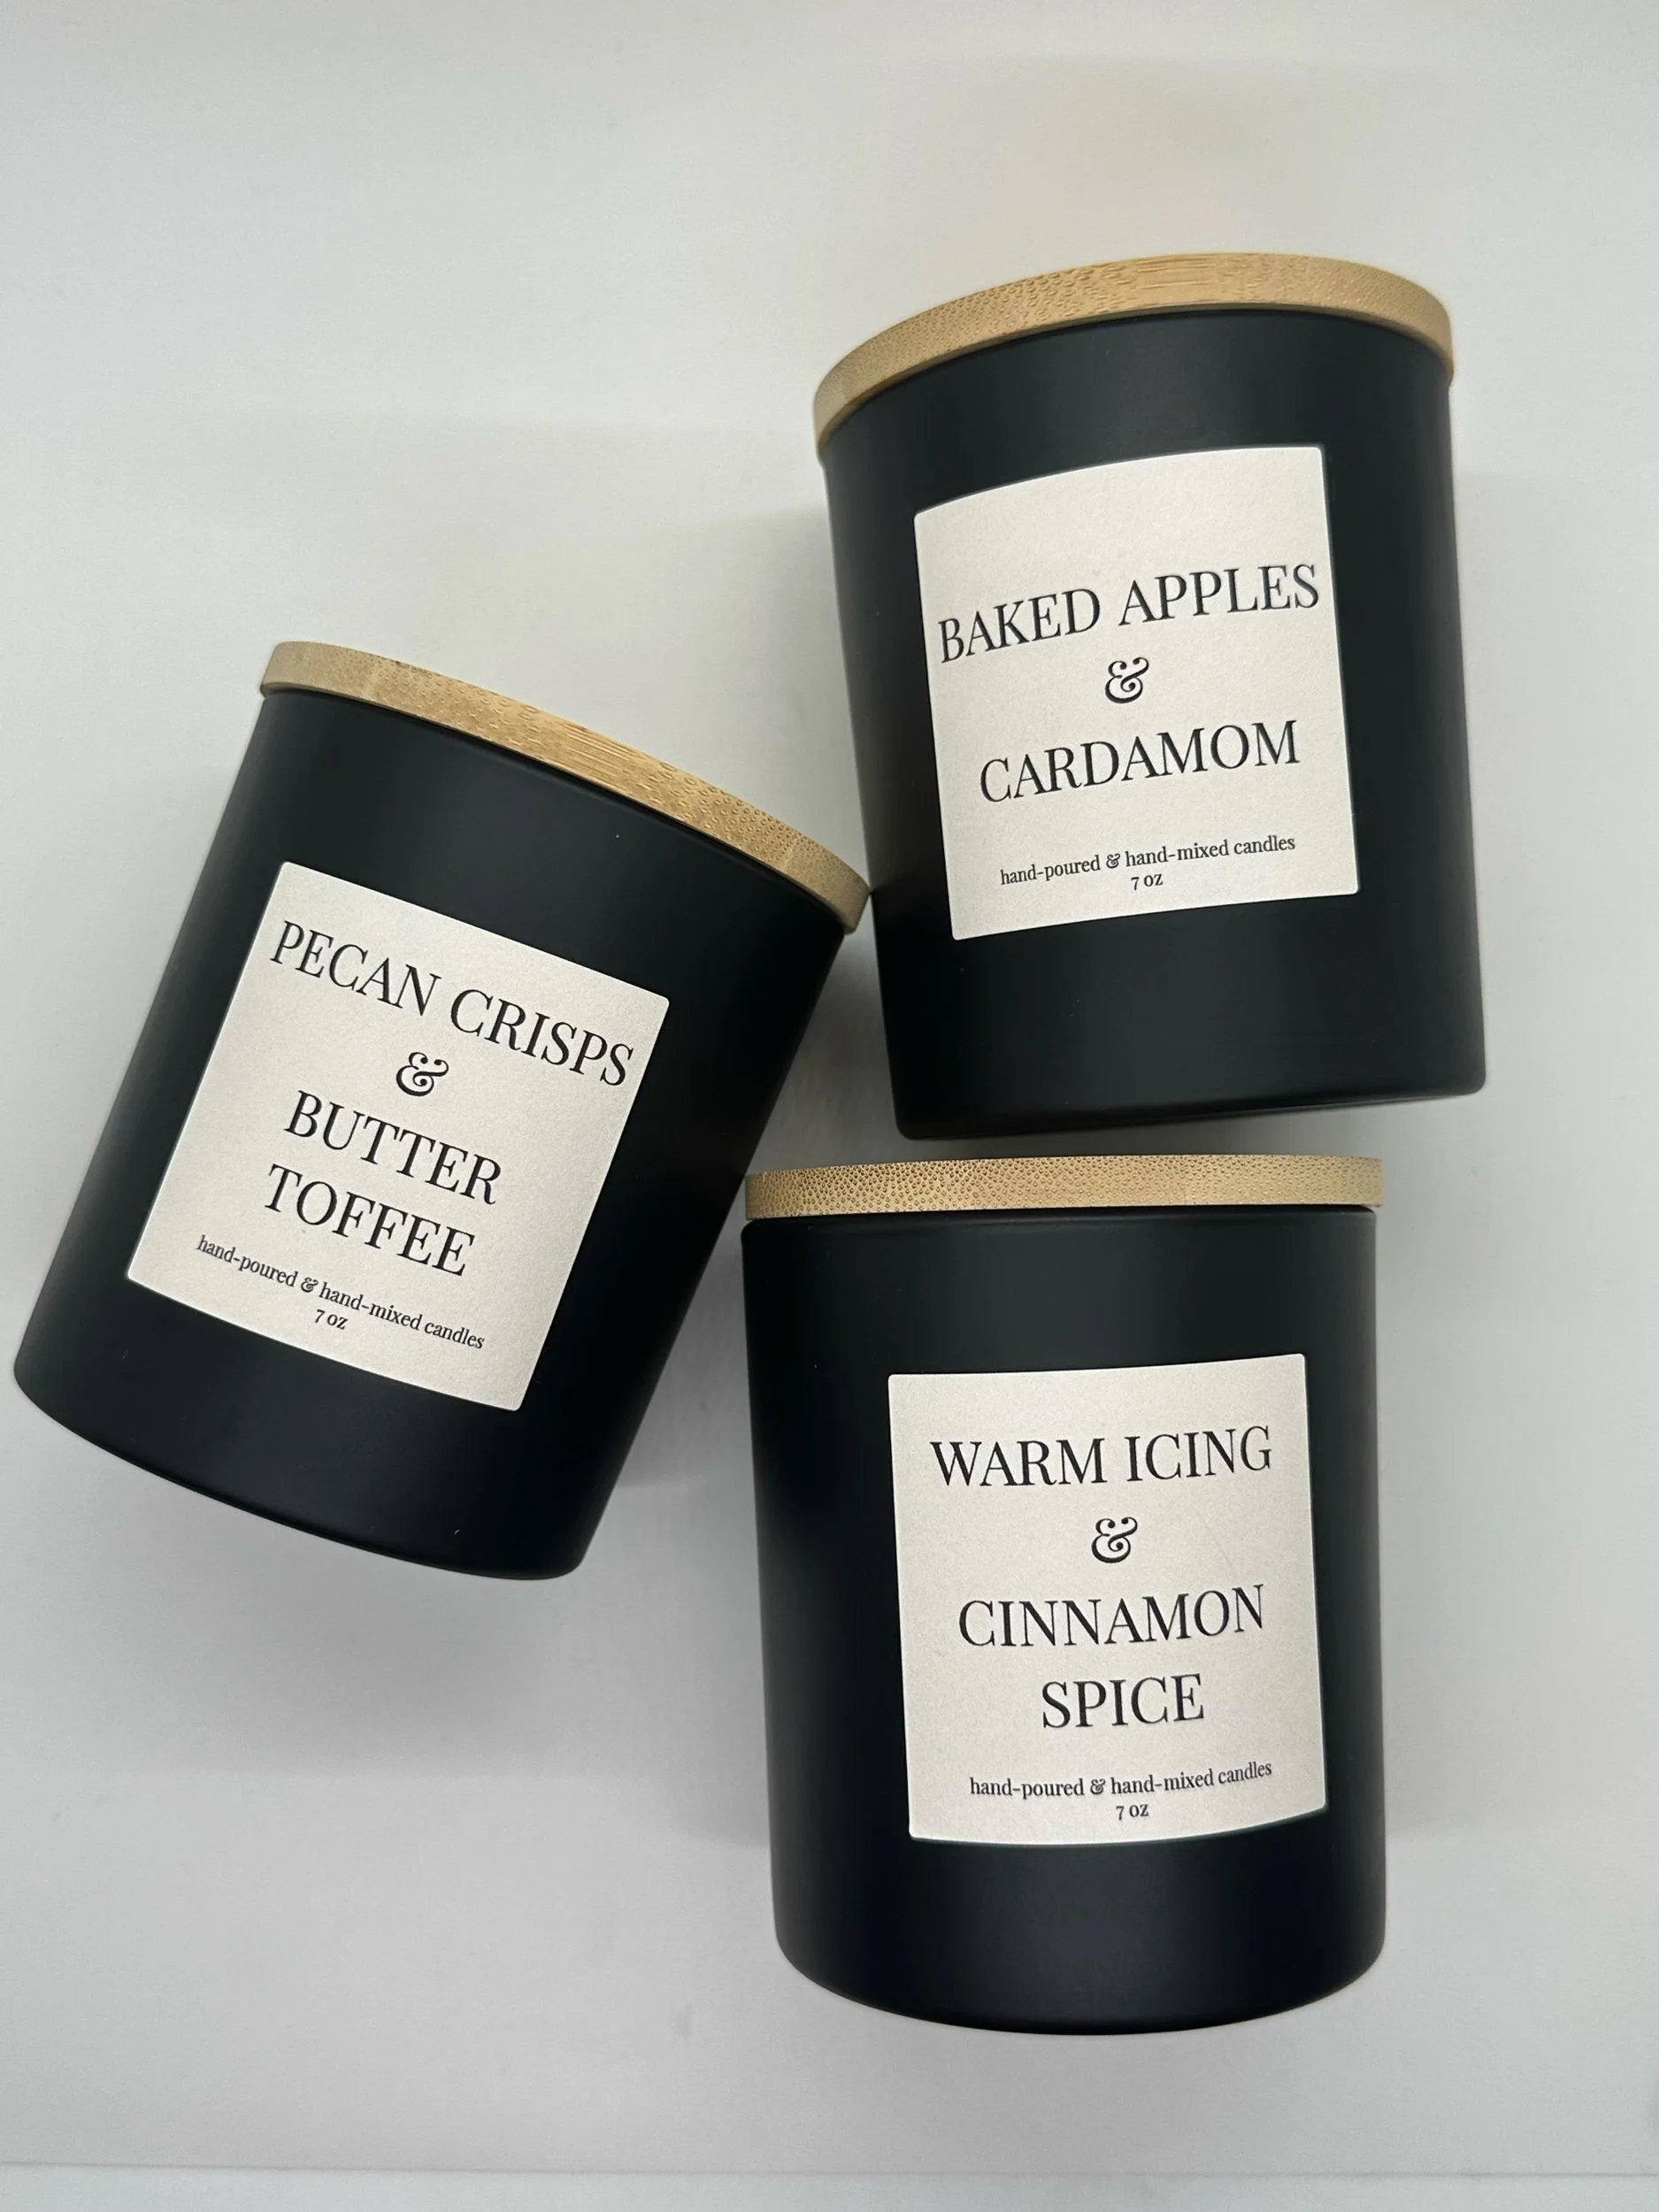 BAKED APPLES
&
CARDAMOM
hand-poured & hand-mixed candles
7 oz
PECAN CRISPS
&
BUTTER
TOFFEE
hand-poured & hand-mixed candles
7 oz
WARM ICING
&
CINNAMON
SPICE
hand-poured & hand-mixed candles
7 oz